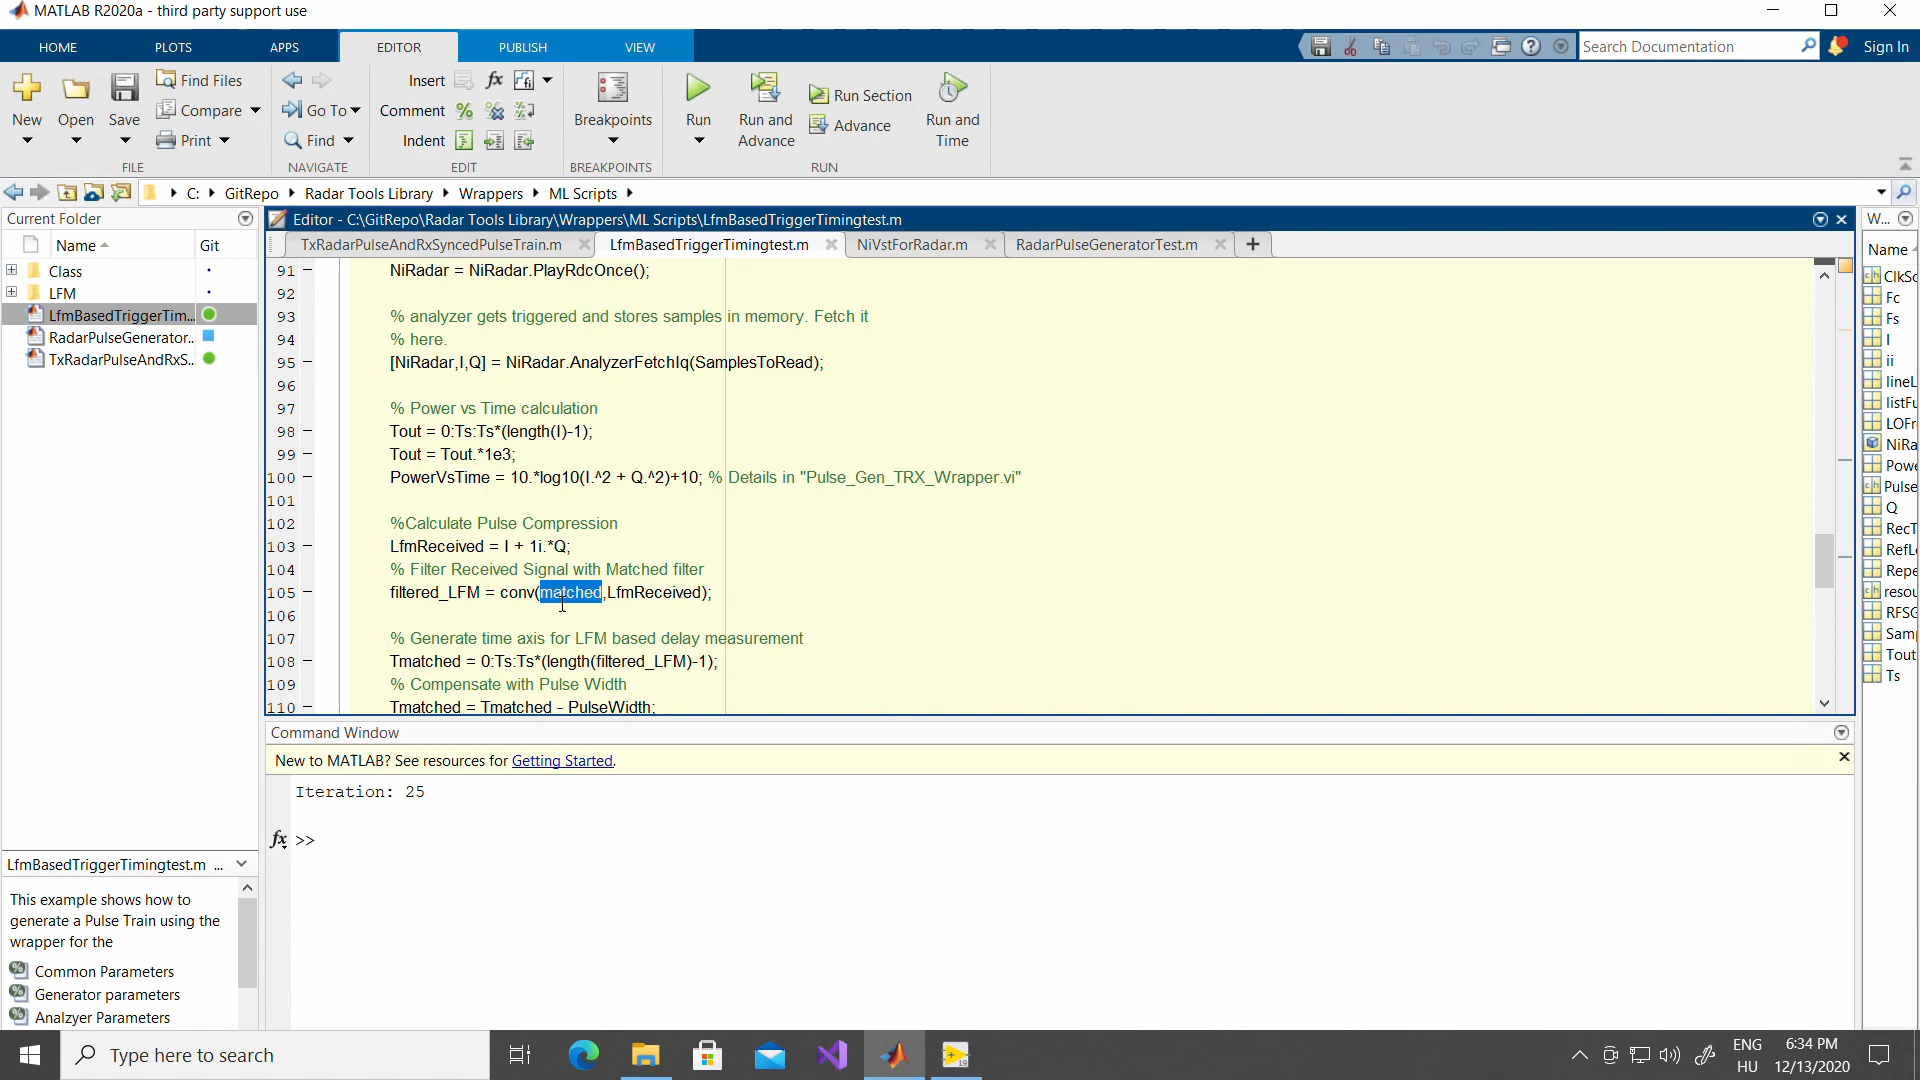 MATLAB R2020a - third party support use
HOME PLOTS APPS EDITOR PUBLISH VIEW
Search Documentation
Sign In
New
Open
Save
Find Files
Compare
Print
FILE
Go To
Find
NAVIGATE
Insert
Comment
Indent
EDIT
Breakpoints
BREAKPOINTS
Run
Run and
Advance
Run Section
Advance
Run and
Time
RUN
C: GitRepo Radar Tools Library Wrappers ML Scripts
Current Folder
Name
Git
Class
LFM
LfmBasedTriggerTim...
RadarPulseGenerator...
TxRadarPulseAndRxS...
Editor - C:\GitRepo\Radar Tools Library\Wrappers\ML Scripts\LfmBasedTriggerTimingtest.m
TxRadarPulseAndRxSyncedPulseTrain.m LfmBasedTriggerTimingtest.m NiVstForRadar.m RadarPulseGeneratorTest.m
91 NiRadar = NiRadar.PlayRdcOnce();
92
93 % analyzer gets triggered and stores samples in memory. Fetch it
94 % here.
95 [NiRadar,I,Q] = NiRadar.AnalyzerFetchIq(SamplesToRead);
96
97 % Power vs Time calculation
98 Tout = 0:Ts:Ts*(length(I)-1);
99 Tout = Tout.*1e3;
100 PowerVsTime = 10.*log10(I.^2 + Q.^2)+10; % Details in "Pulse_Gen_TRX_Wrapper.vi"
101
102 %Calculate Pulse Compression
103 LfmReceived = I + 1i.*Q;
104 % Filter Received Signal with Matched filter
105 filtered_LFM = conv(matched,LfmReceived);
106
107 % Generate time axis for LFM based delay measurement
108 Tmatched = 0:Ts:Ts*(length(filtered_LFM)-1);
109 % Compensate with Pulse Width
110 Tmatched = Tmatched - PulseWidth;
W...
Name
ClkSc
Fc
Fs
I
ii
lineL
listFu
LOFr
NiRa
Powe
Pulse
Q
RecT
RefL
Repe
resou
RFSG
Sam
Tout
Ts
Command Window
New to MATLAB? See resources for Getting Started.
Iteration: 25
fx >>
LfmBasedTriggerTimingtest.m ...
This example shows how to
generate a Pulse Train using the
wrapper for the
Common Parameters
Generator parameters
Analzyer Parameters
Type here to search
19
ENG
HU
6:34 PM
12/13/2020